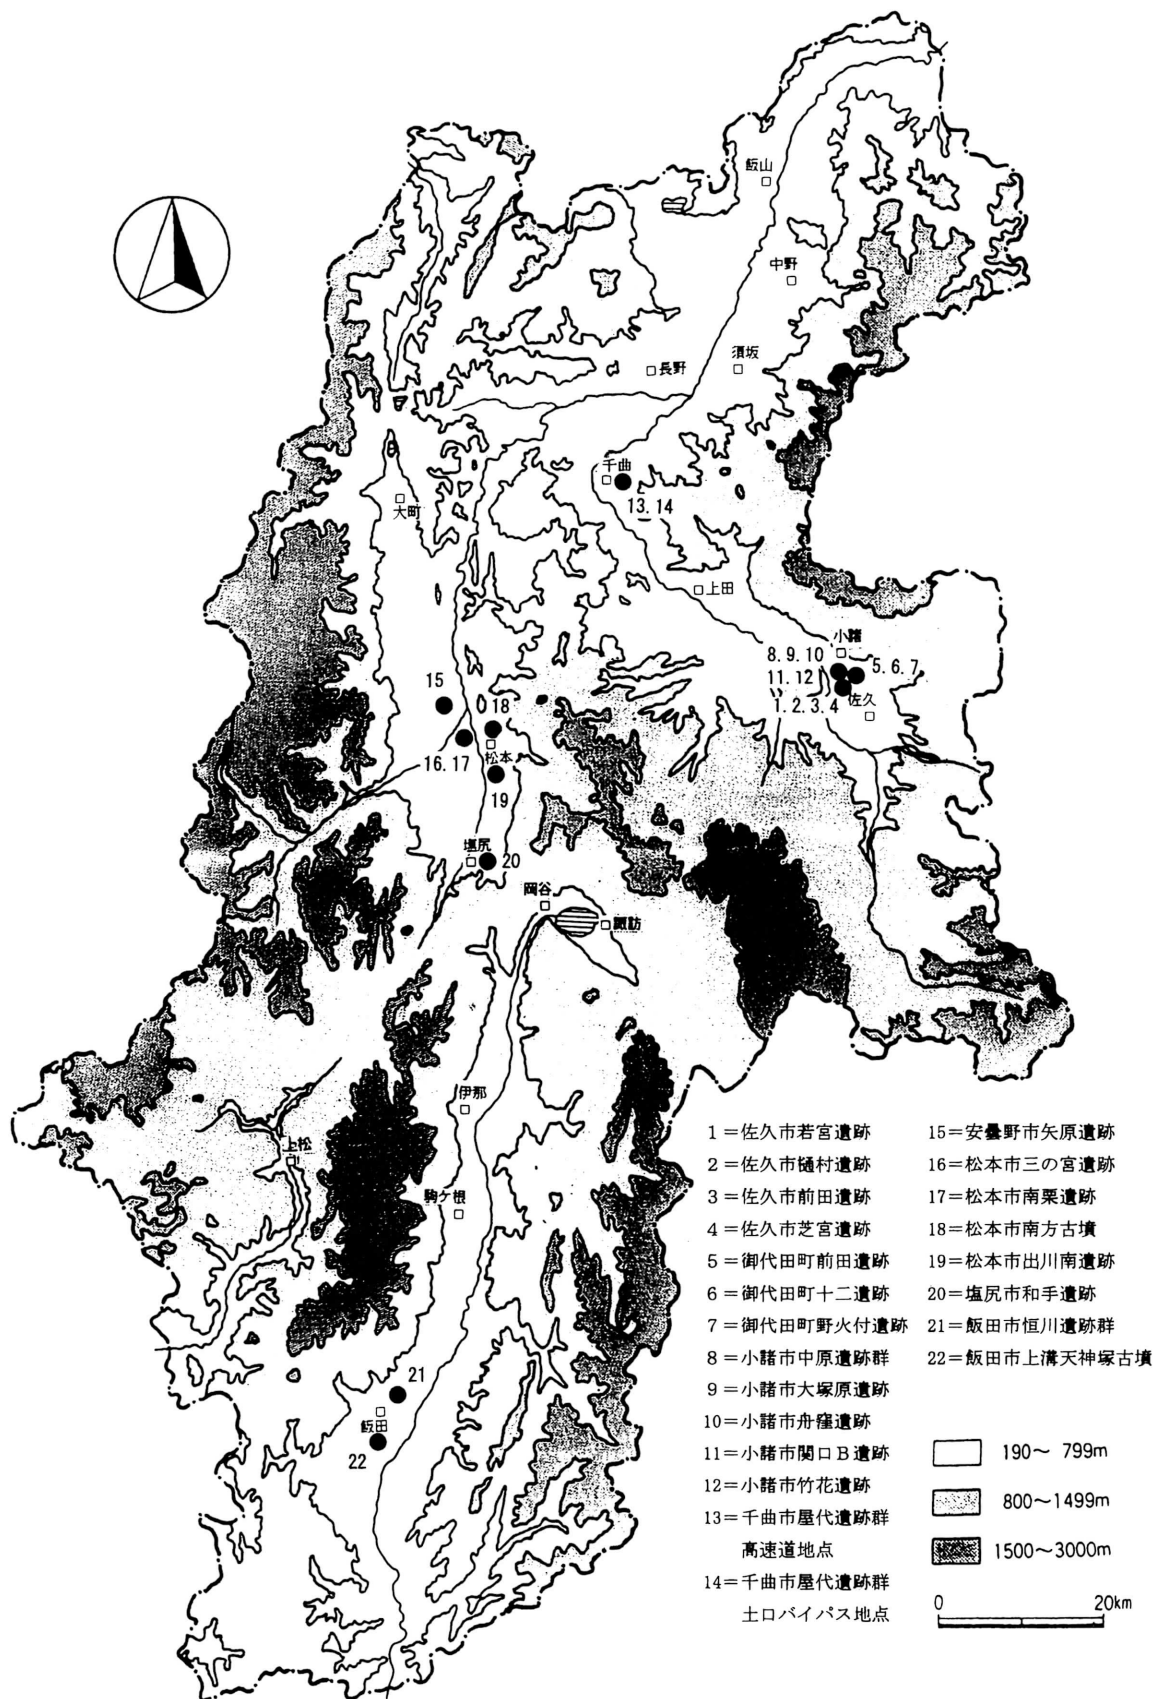 飯山
中野
須坂
長野
千曲
13.14
大町
上田
小諸
8.9.10
5.6.7
11.12
1.2.3.4
佐久
15
18
松本
16.17
19
塩尻
20
岡谷
諏訪
伊那
上松
駒ケ根
21
飯田
22
1=佐久市若宮遺跡
2=佐久市樋村遺跡
3=佐久市前田遺跡
4=佐久市芝宮遺跡
5=御代田町前田遺跡
6=御代田町十二遺跡
7=御代田町野火付遺跡
8=小諸市中原遺跡群
9=小諸市大塚原遺跡
10=小諸市舟窪遺跡
11=小諸市関口B遺跡
12=小諸市竹花遺跡
13=千曲市屋代遺跡群
高速道地点
14=千曲市屋代遺跡群
土口バイパス地点
15=安曇野市矢原遺跡
16=松本市三の宮遺跡
17=松本市南栗遺跡
18=松本市南方古墳
19=松本市出川南遺跡
20=塩尻市和手遺跡
21=飯田市恒川遺跡群
22=飯田市上溝天神塚古墳
190～ 799m
800～1499m
1500～3000m
0 20km